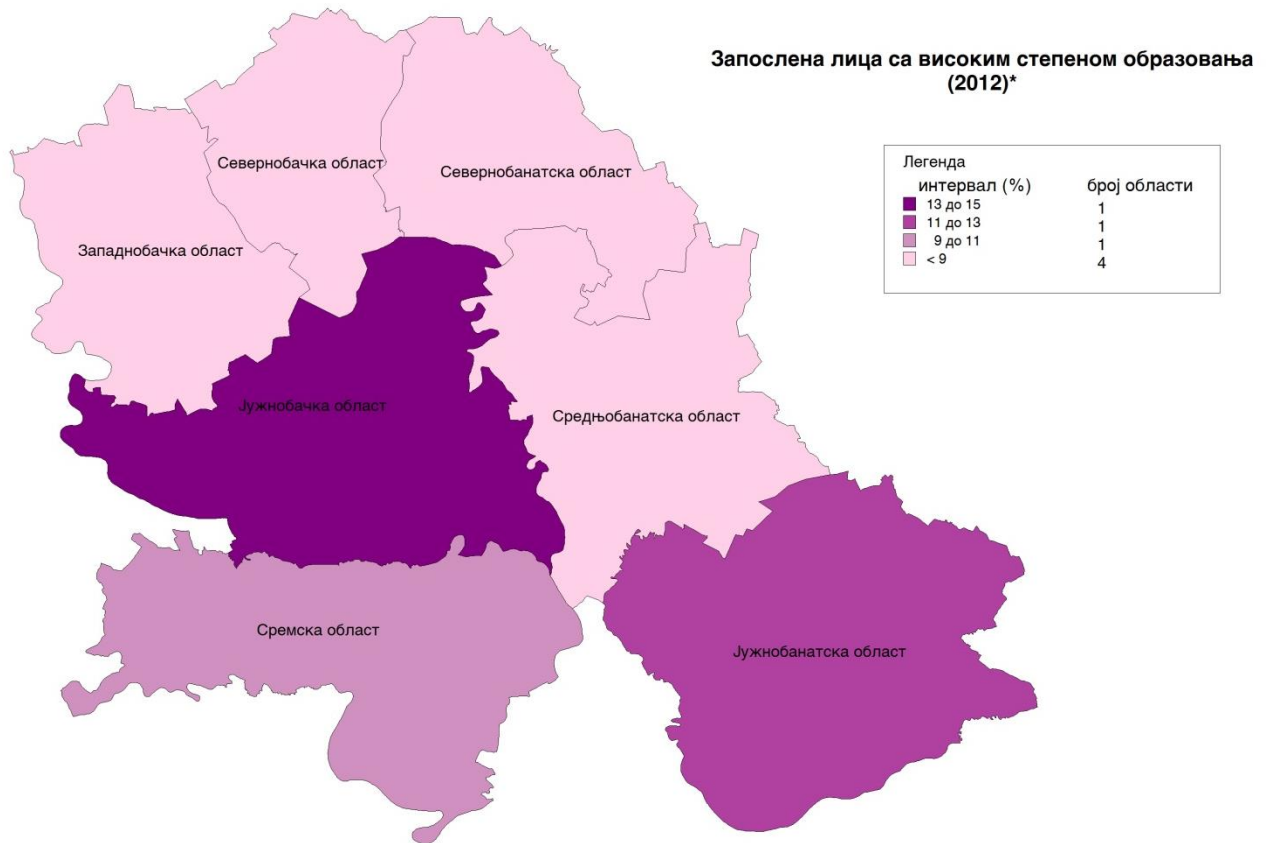 Запослена лица са високим степеном образовања
(2012)*
Легенда
интервал (%) број области
13 до 15 1
11 до 13 1
9 до 11 1
< 9 4
Севернобачка област
Севернобанатска област
Западнобачка област
Јужнобачка област
Средњобанатска област
Сремска област
Јужнобанатска област